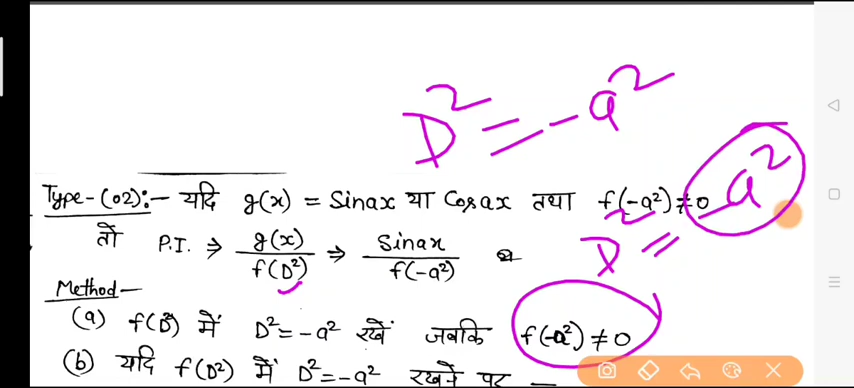 D² = -a²
Type-(02):- यदि g(x) = Sinax या Cosax तथा f(-a²) ≠ 0
D² = -a²
तो P.I. ⇒ g(x)/f(D²) ⇒ Sinax/f(-a²)
Method—
(a) f(D²) में D² = -a² रखें जबकि f(-a²) ≠ 0
(b) यदि f(D²) में D² = -a² रखने पर —